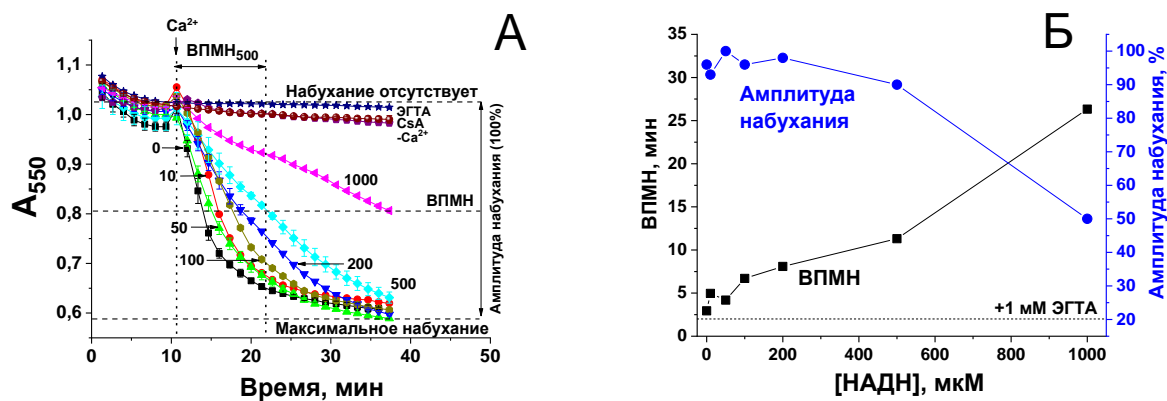 А
Ca²⁺
ВПМН₅₀₀
Набухание отсутствует
ЭГТА
CsA
-Ca²⁺
0
10
50
100
200
500
1000
ВПМН
Максимальное набухание
Амплитуда набухания (100%)
1,1
1,0
0,9
0,8
0,7
0,6
A₅₅₀
0 10 20 30 40 50
Время, мин
Б
35
30
25
20
15
10
5
0
ВПМН, мин
Амплитуда
набухания
ВПМН
+1 мМ ЭГТА
100
90
80
70
60
50
40
30
20
Амплитуда набухания, %
0 200 400 600 800 1000
[НАДН], мкМ